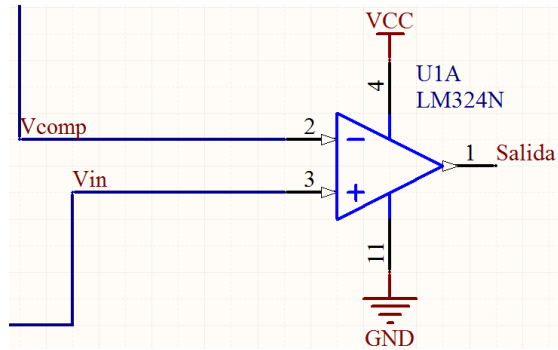 VCC
4
U1A
LM324N
Vcomp
2
1
Salida
Vin
3
11
GND